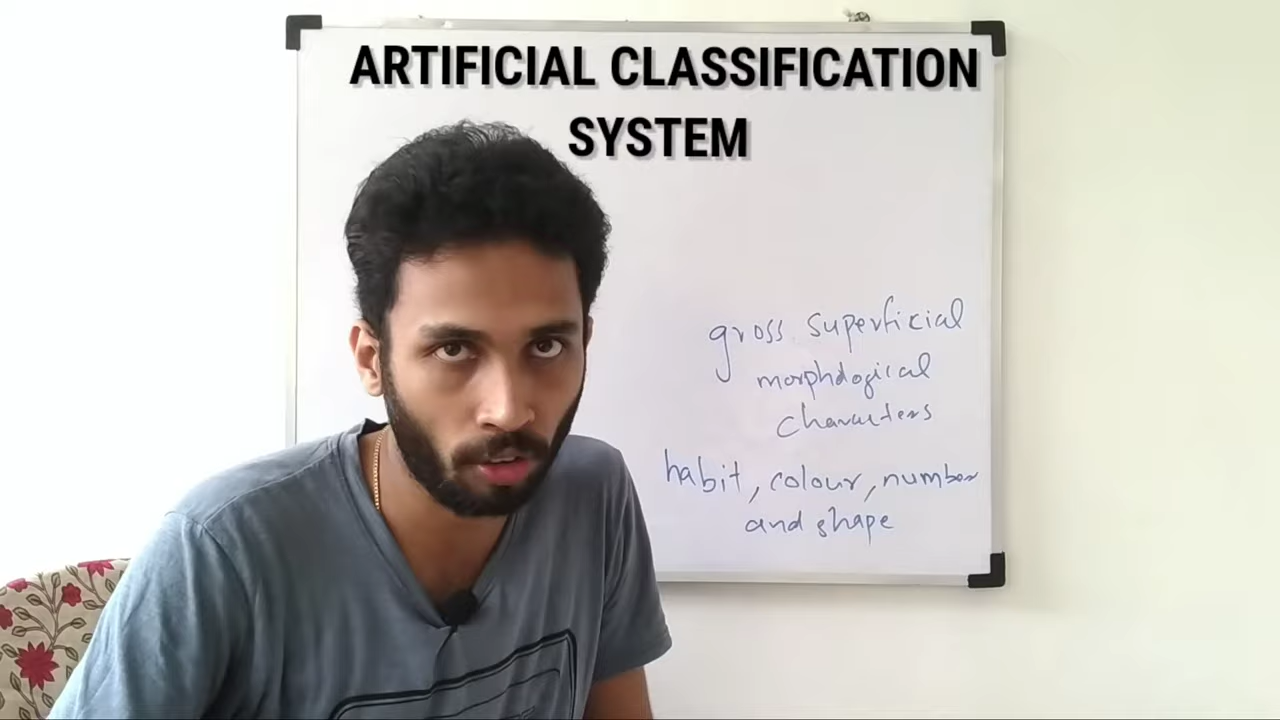 ARTIFICIAL CLASSIFICATION
SYSTEM
gross superficial
morphological
characters
habit, colour, number
and shape